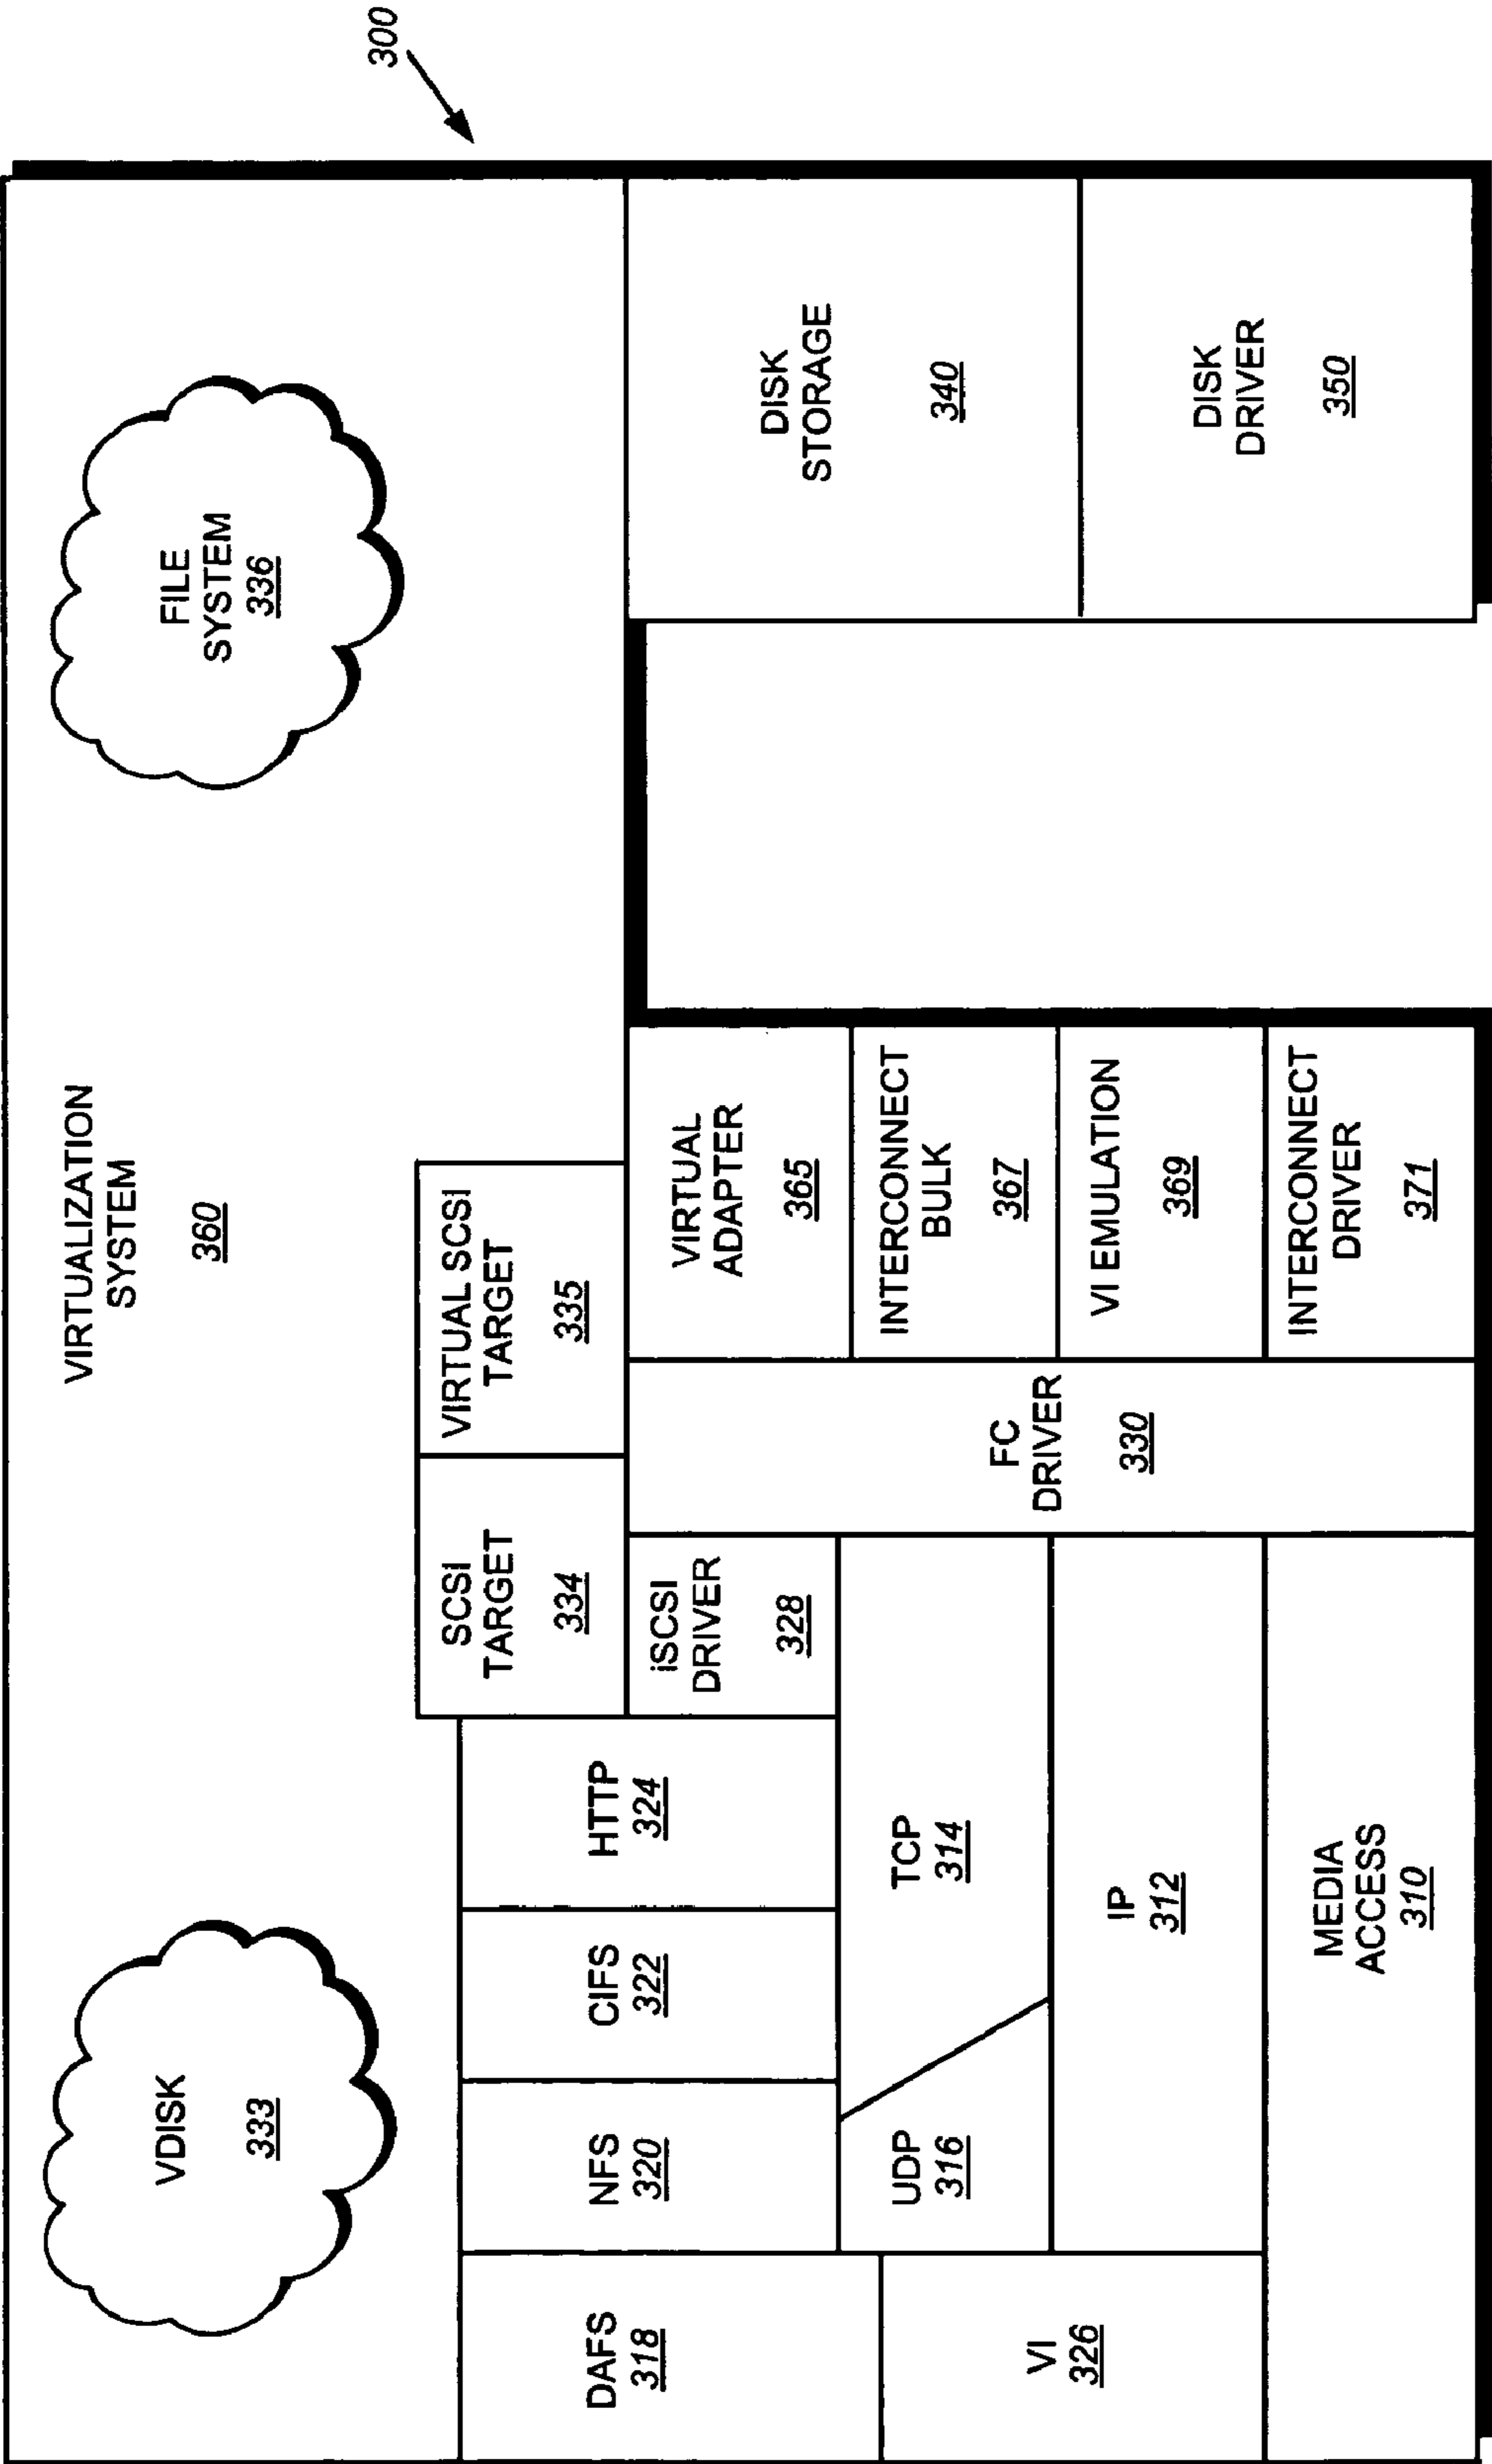 300
VIRTUALIZATION
SYSTEM
360
VDISK
333
FILE
SYSTEM
336
SCSI
TARGET
334
VIRTUAL SCSI
TARGET
335
DAFS
318
NFS
320
CIFS
322
HTTP
324
iSCSI
DRIVER
328
VI
326
UDP
316
TCP
314
IP
312
MEDIA
ACCESS
310
FC
DRIVER
330
VIRTUAL
ADAPTER
365
INTERCONNECT
BULK
367
VI EMULATION
369
INTERCONNECT
DRIVER
371
DISK
STORAGE
340
DISK
DRIVER
350